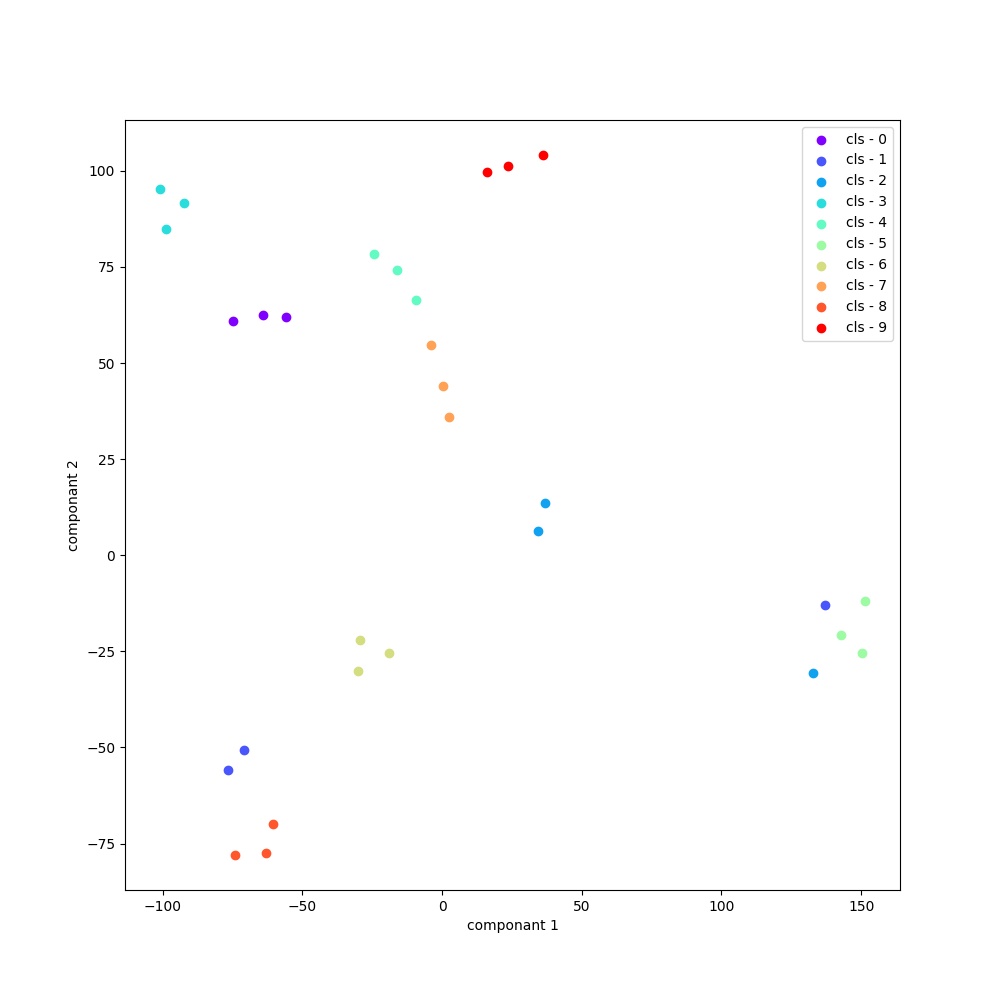 cls - 0
cls - 1
cls - 2
cls - 3
cls - 4
cls - 5
cls - 6
cls - 7
cls - 8
cls - 9
componant 2
100
75
50
25
0
−25
−50
−75
−100 −50 0 50 100 150
componant 1